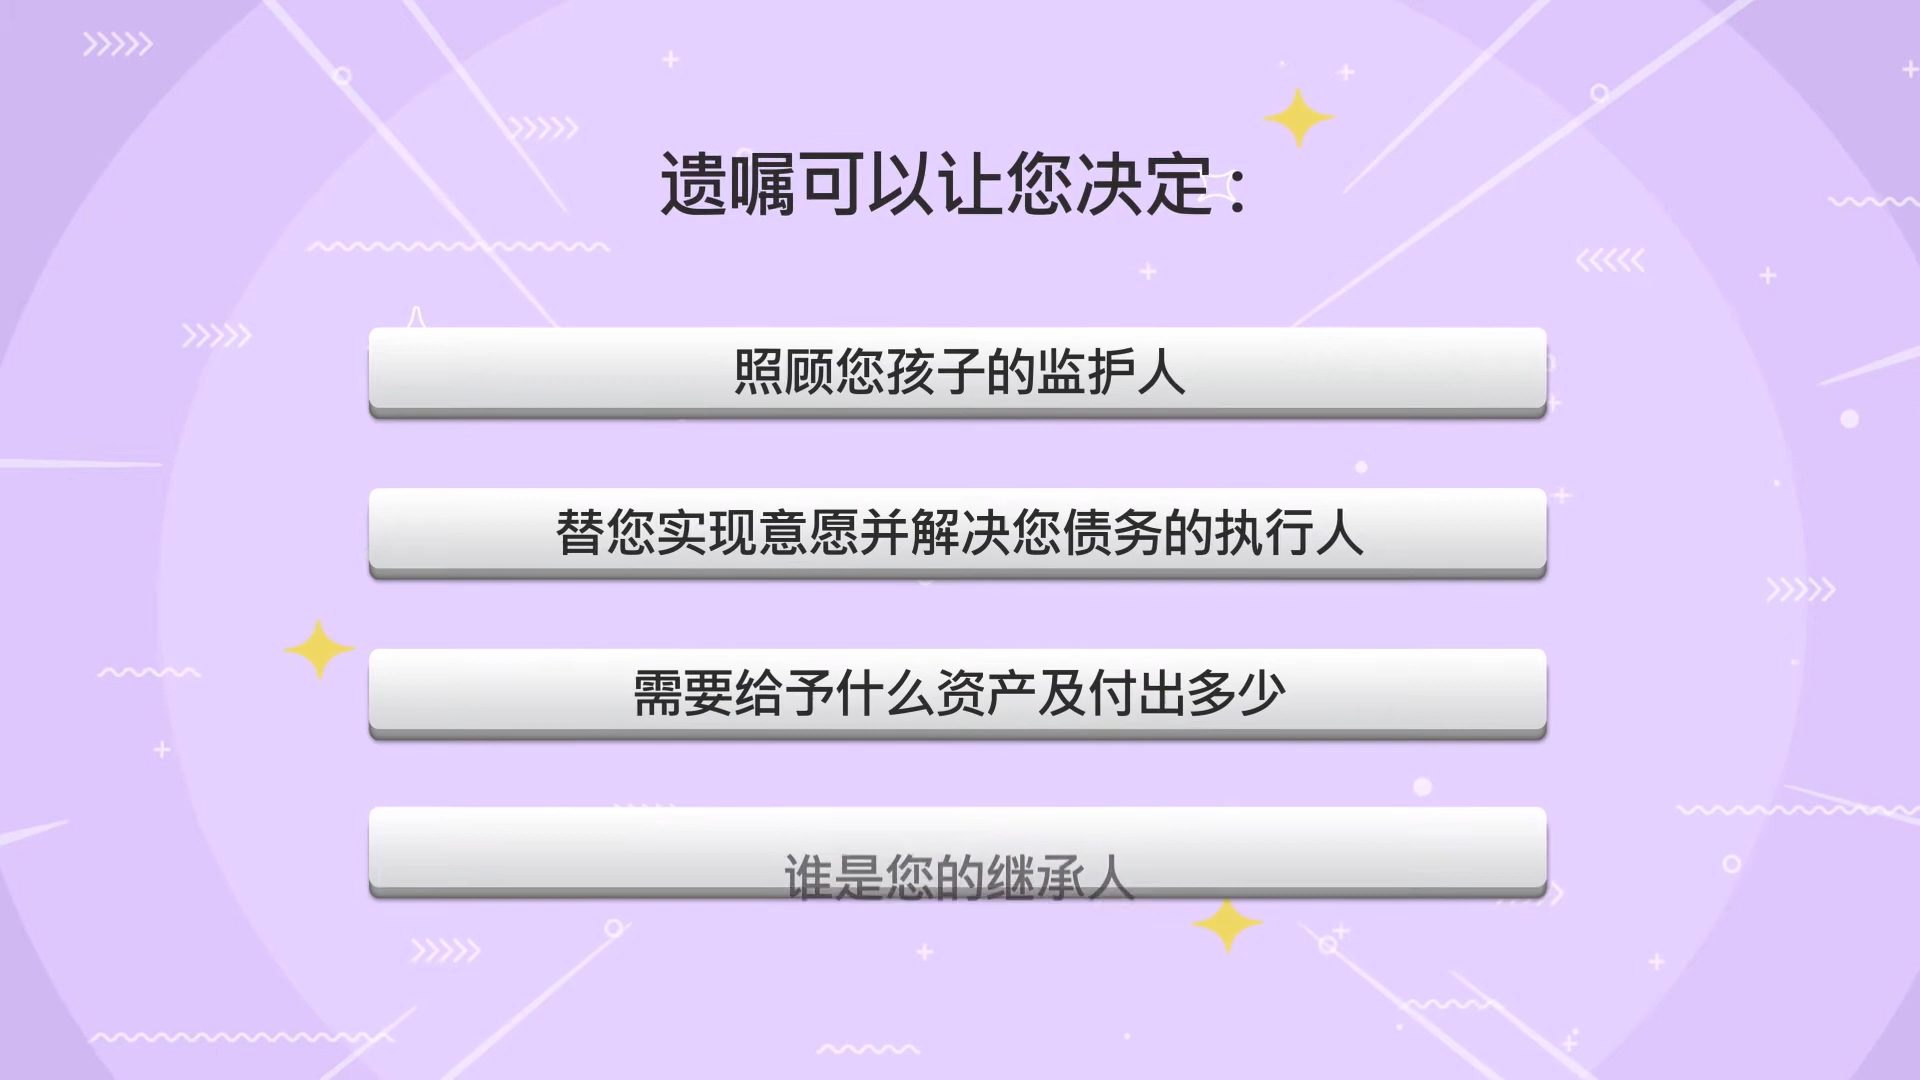 遗嘱可以让您决定：
照顾您孩子的监护人
替您实现意愿并解决您债务的执行人
需要给予什么资产及付出多少
谁是您的继承人